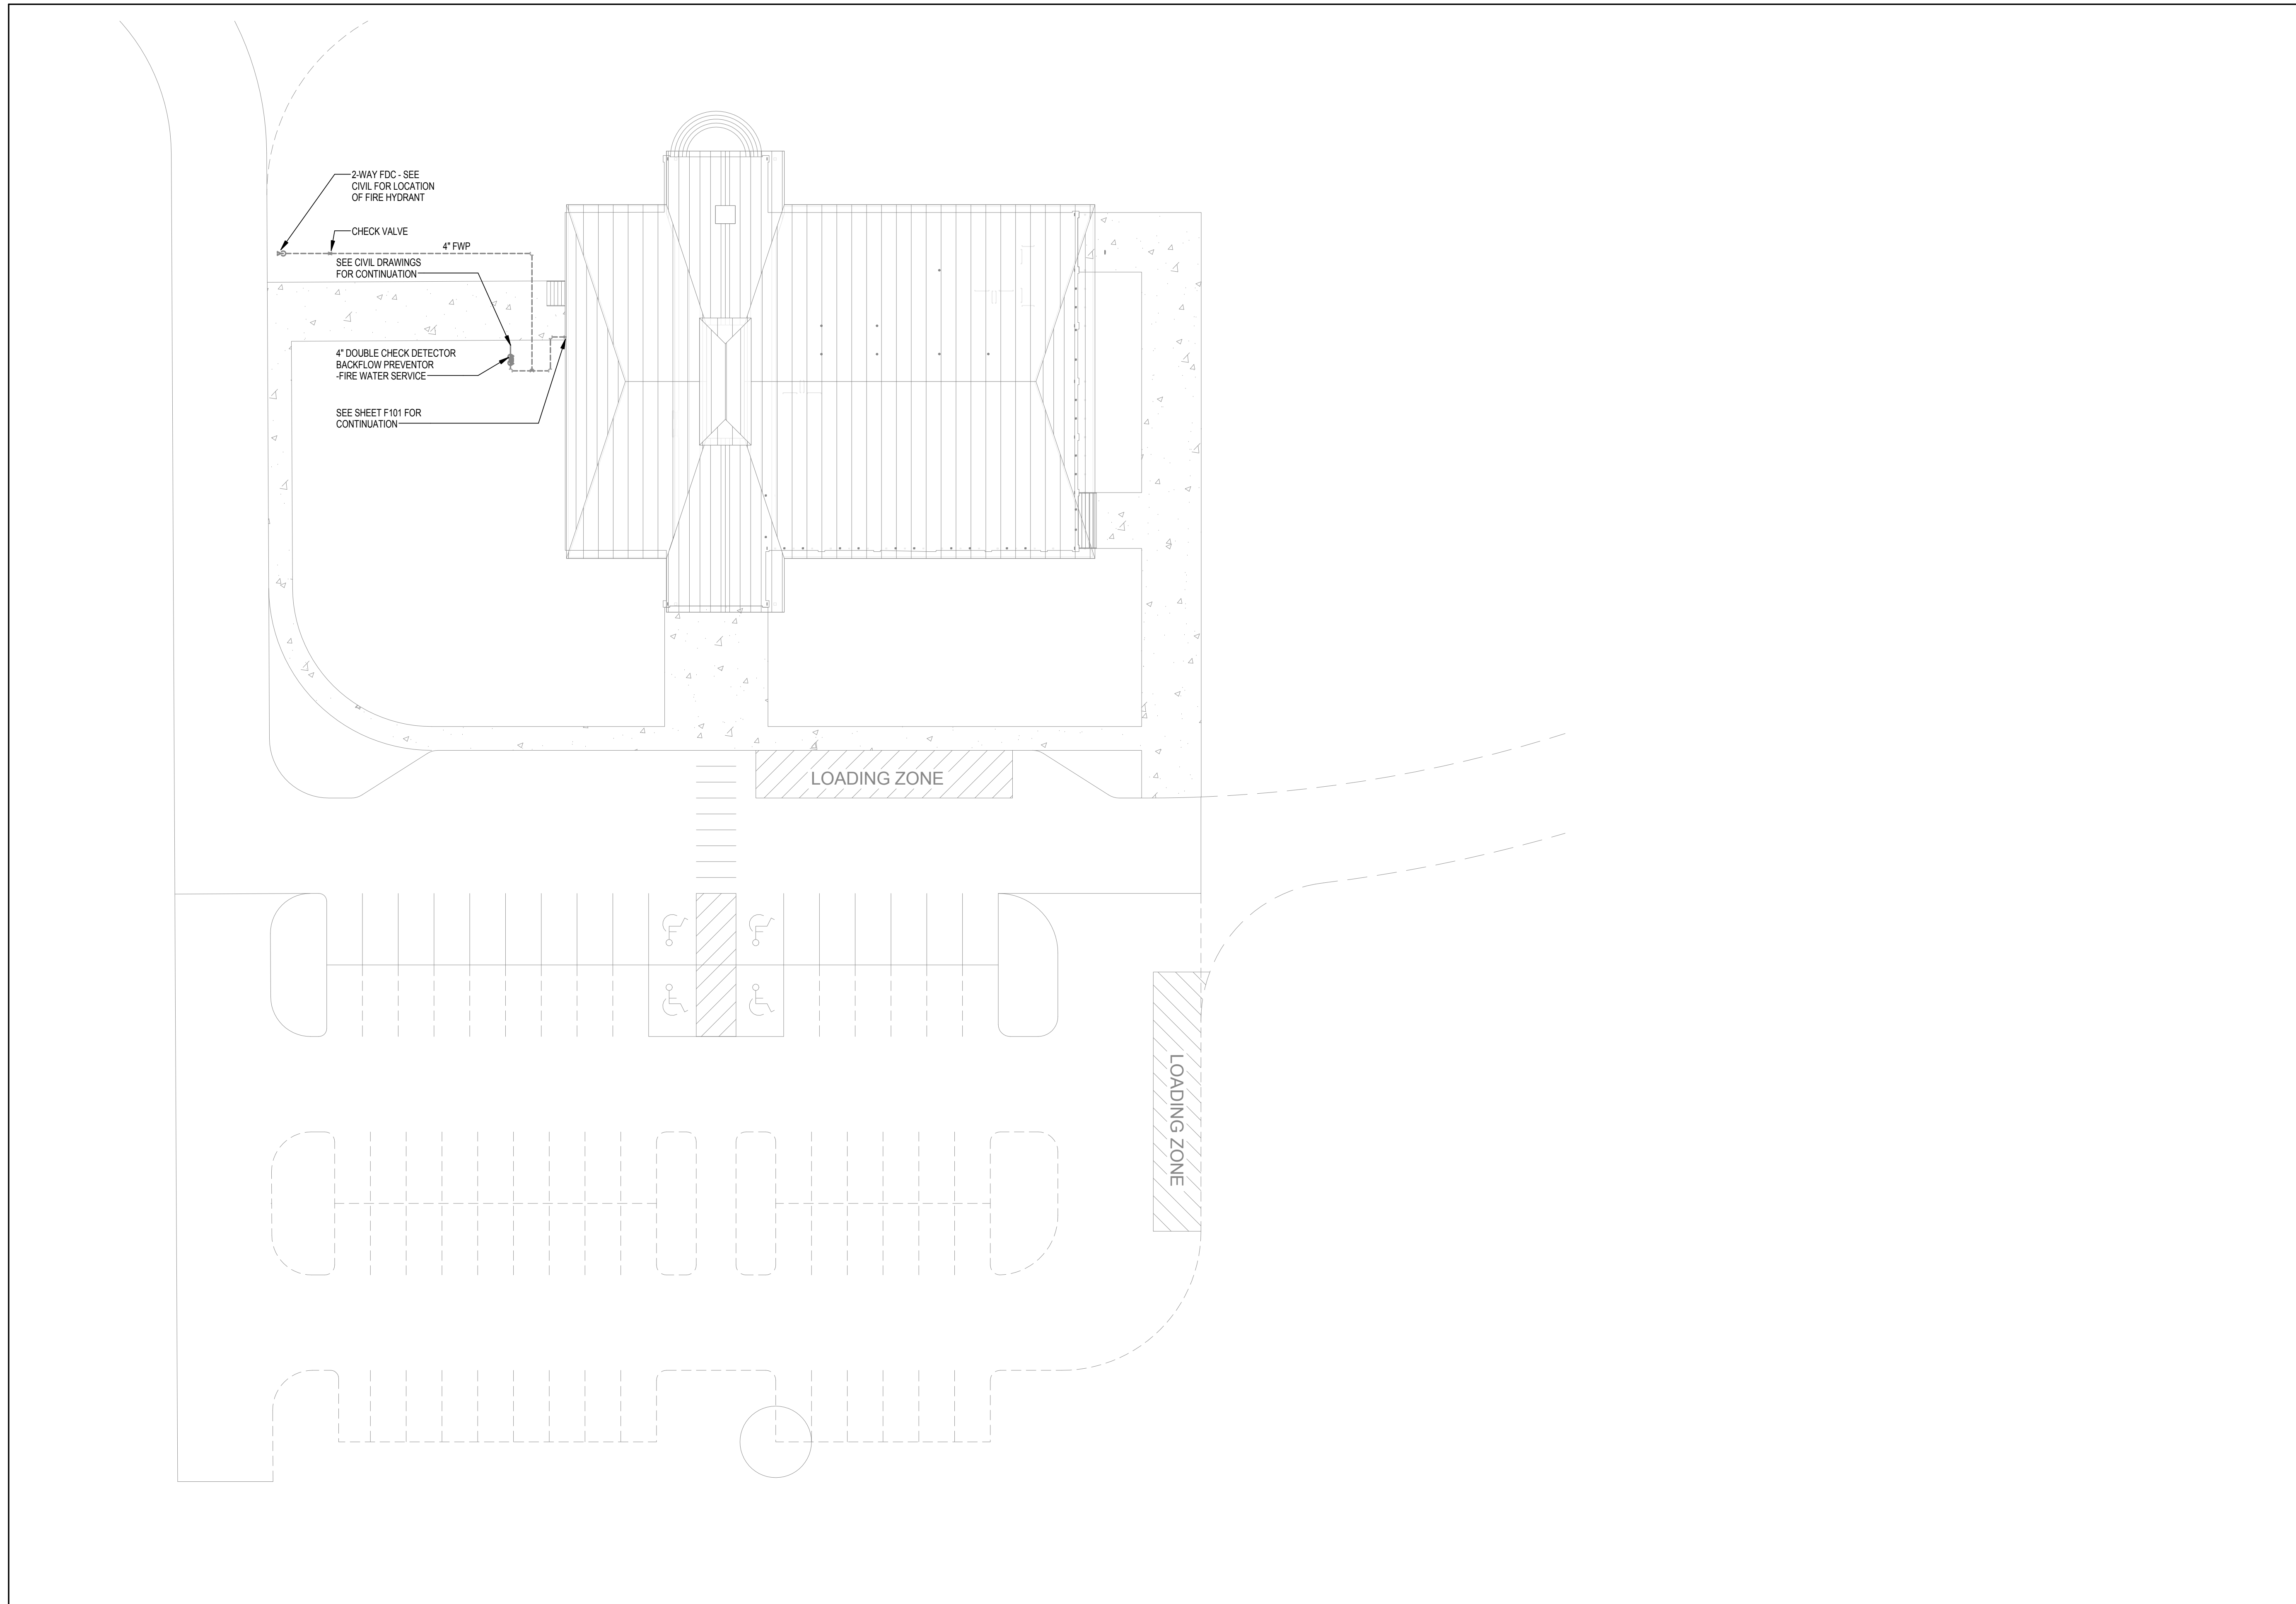 2-WAY FDC - SEE
CIVIL FOR LOCATION
OF FIRE HYDRANT
CHECK VALVE
4" FWP
SEE CIVIL DRAWINGS
FOR CONTINUATION
4" DOUBLE CHECK DETECTOR
BACKFLOW PREVENTOR
-FIRE WATER SERVICE
SEE SHEET F101 FOR
CONTINUATION
LOADING ZONE
LOADING ZONE